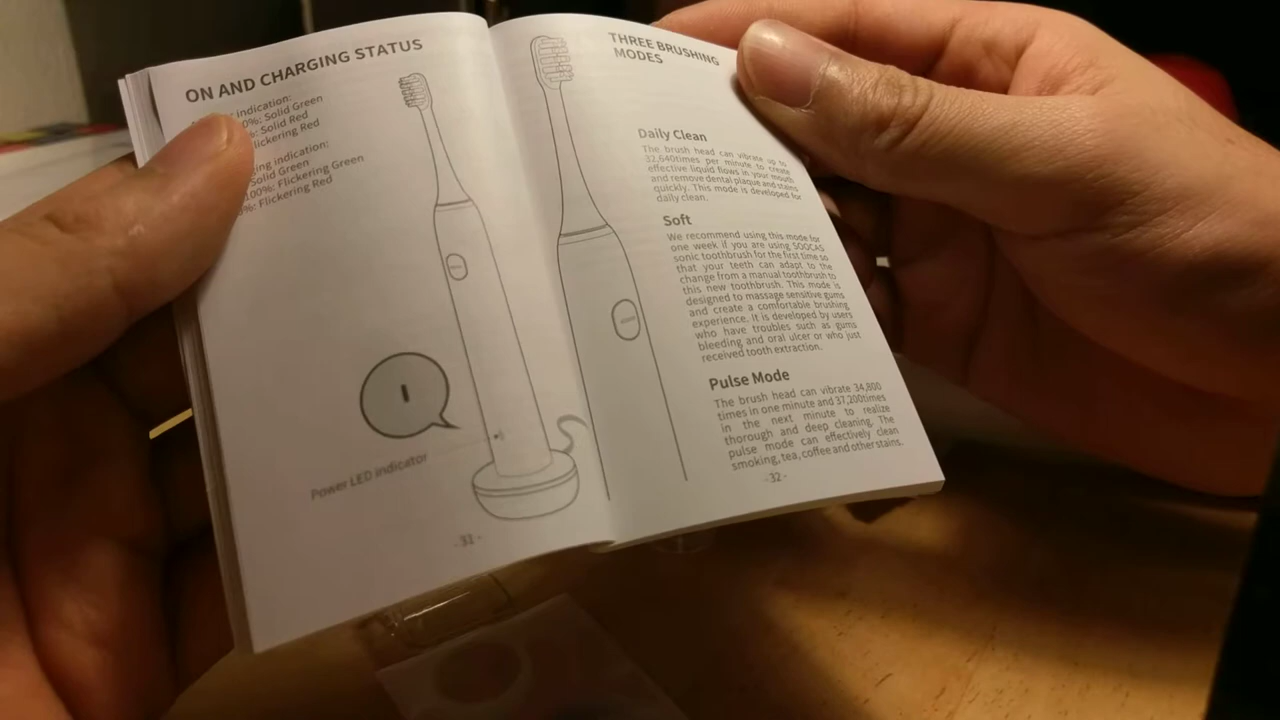 ON AND CHARGING STATUS
indication:
0%: Solid Green
%: Solid Red
lickering Red
ging indication:
Solid Green
100%: Flickering Green
%: Flickering Red
Power LED indicator
-31-
THREE BRUSHING
MODES
Daily Clean
The brush head can vibrate up to
32,640times per minute to create
effective liquid flows in your mouth
and remove dental plaque and stains
quickly. This mode is developed for
daily clean.
Soft
We recommend using this mode for
one week if you are using SOOCAS
sonic toothbrush for the first time so
that your teeth can adapt to the
change from a manual toothbrush to
this new toothbrush. This mode is
designed to massage sensitive gums
and create a comfortable brushing
experience. It is developed by users
who have troubles such as gums
bleeding and oral ulcer or who just
received tooth extraction.
Pulse Mode
The brush head can vibrate 34,800
times in one minute and 37,200times
in the next minute to realize
thorough and deep cleaning. The
pulse mode can effectively clean
smoking, tea, coffee and other stains.
-32-